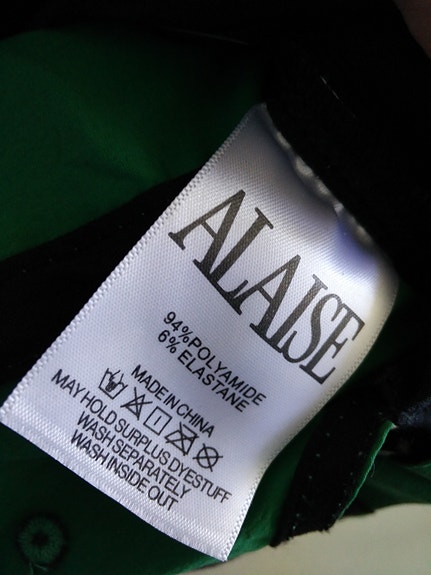 ALAISE
94% POLYAMIDE
6% ELASTANE
MADE IN CHINA
MAY HOLD SURPLUS DYESTUFF
WASH SEPARATELY
WASH INSIDE OUT